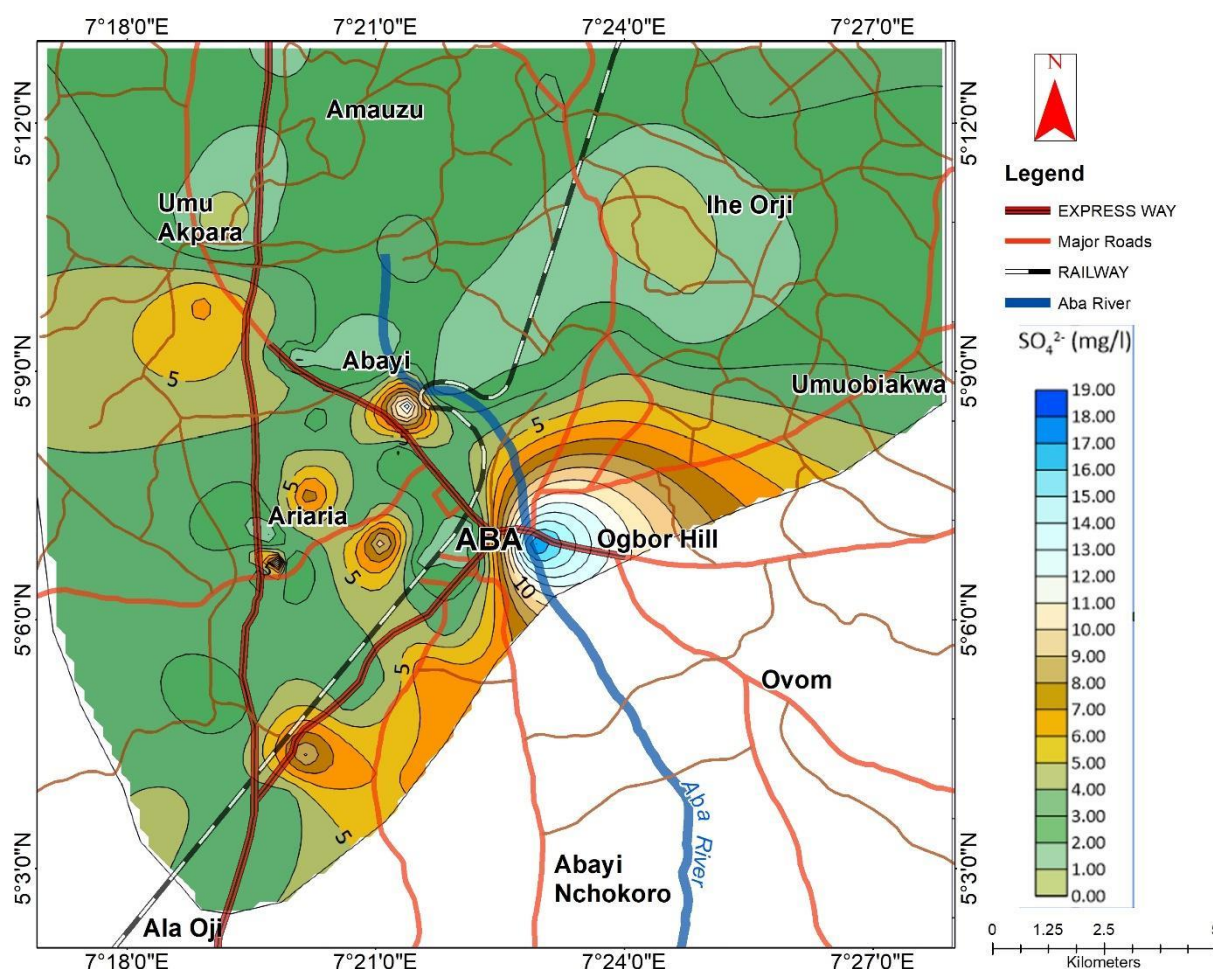 7°18'0"E 7°21'0"E 7°24'0"E 7°27'0"E
5°12'0"N
5°9'0"N
5°6'0"N
5°3'0"N
Amauzu
Umu
Akpara
Ihe Orji
Abayi
Umuobiakwa
5
5
5
Ariaria
ABA
Ogbor Hill
5
5
10
5
Ovom
5
Abayi
Nchokoro
Aba River
Ala Oji
5°12'0"N
5°9'0"N
5°6'0"N
5°3'0"N
7°18'0"E 7°21'0"E 7°24'0"E 7°27'0"E
N
Legend
EXPRESS WAY
Major Roads
RAILWAY
Aba River
SO₄²⁻ (mg/l)
19.00
18.00
17.00
16.00
15.00
14.00
13.00
12.00
11.00
10.00
9.00
8.00
7.00
6.00
5.00
4.00
3.00
2.00
1.00
0.00
0 1.25 2.5
Kilometers